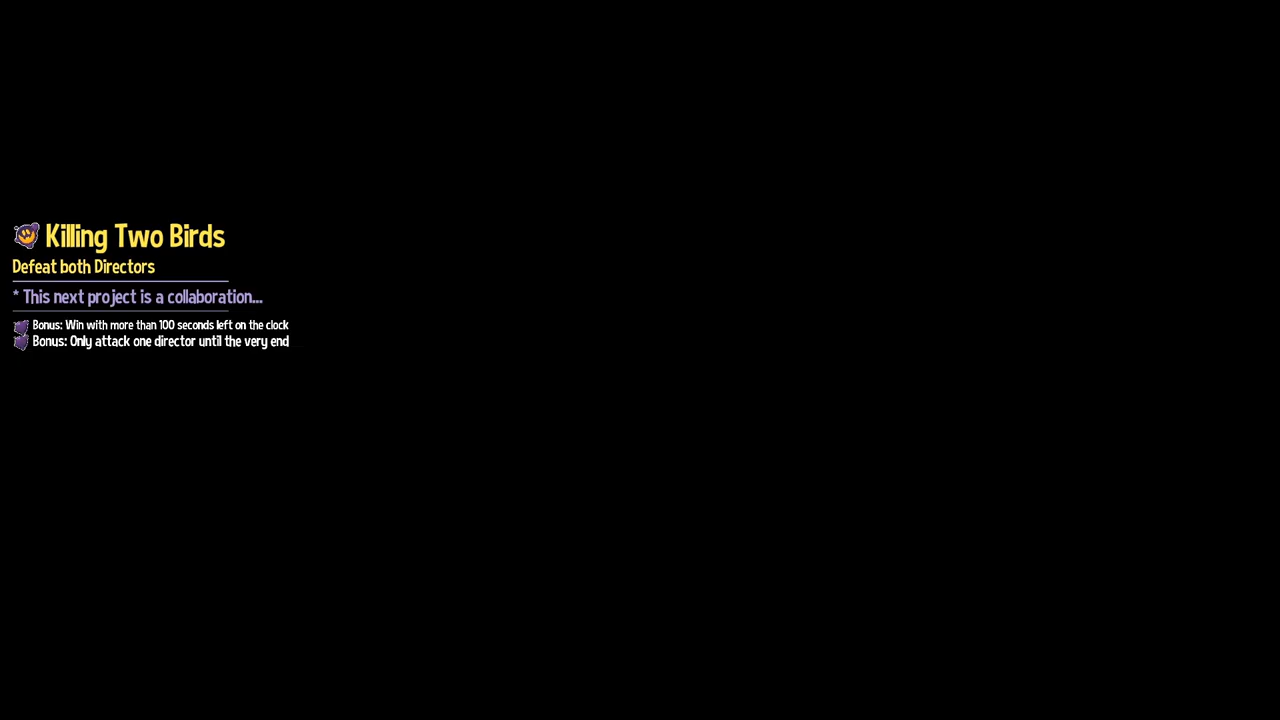 Killing Two Birds
Defeat both Directors
* This next project is a collaboration...
Bonus: Win with more than 100 seconds left on the clock
Bonus: Only attack one director until the very end